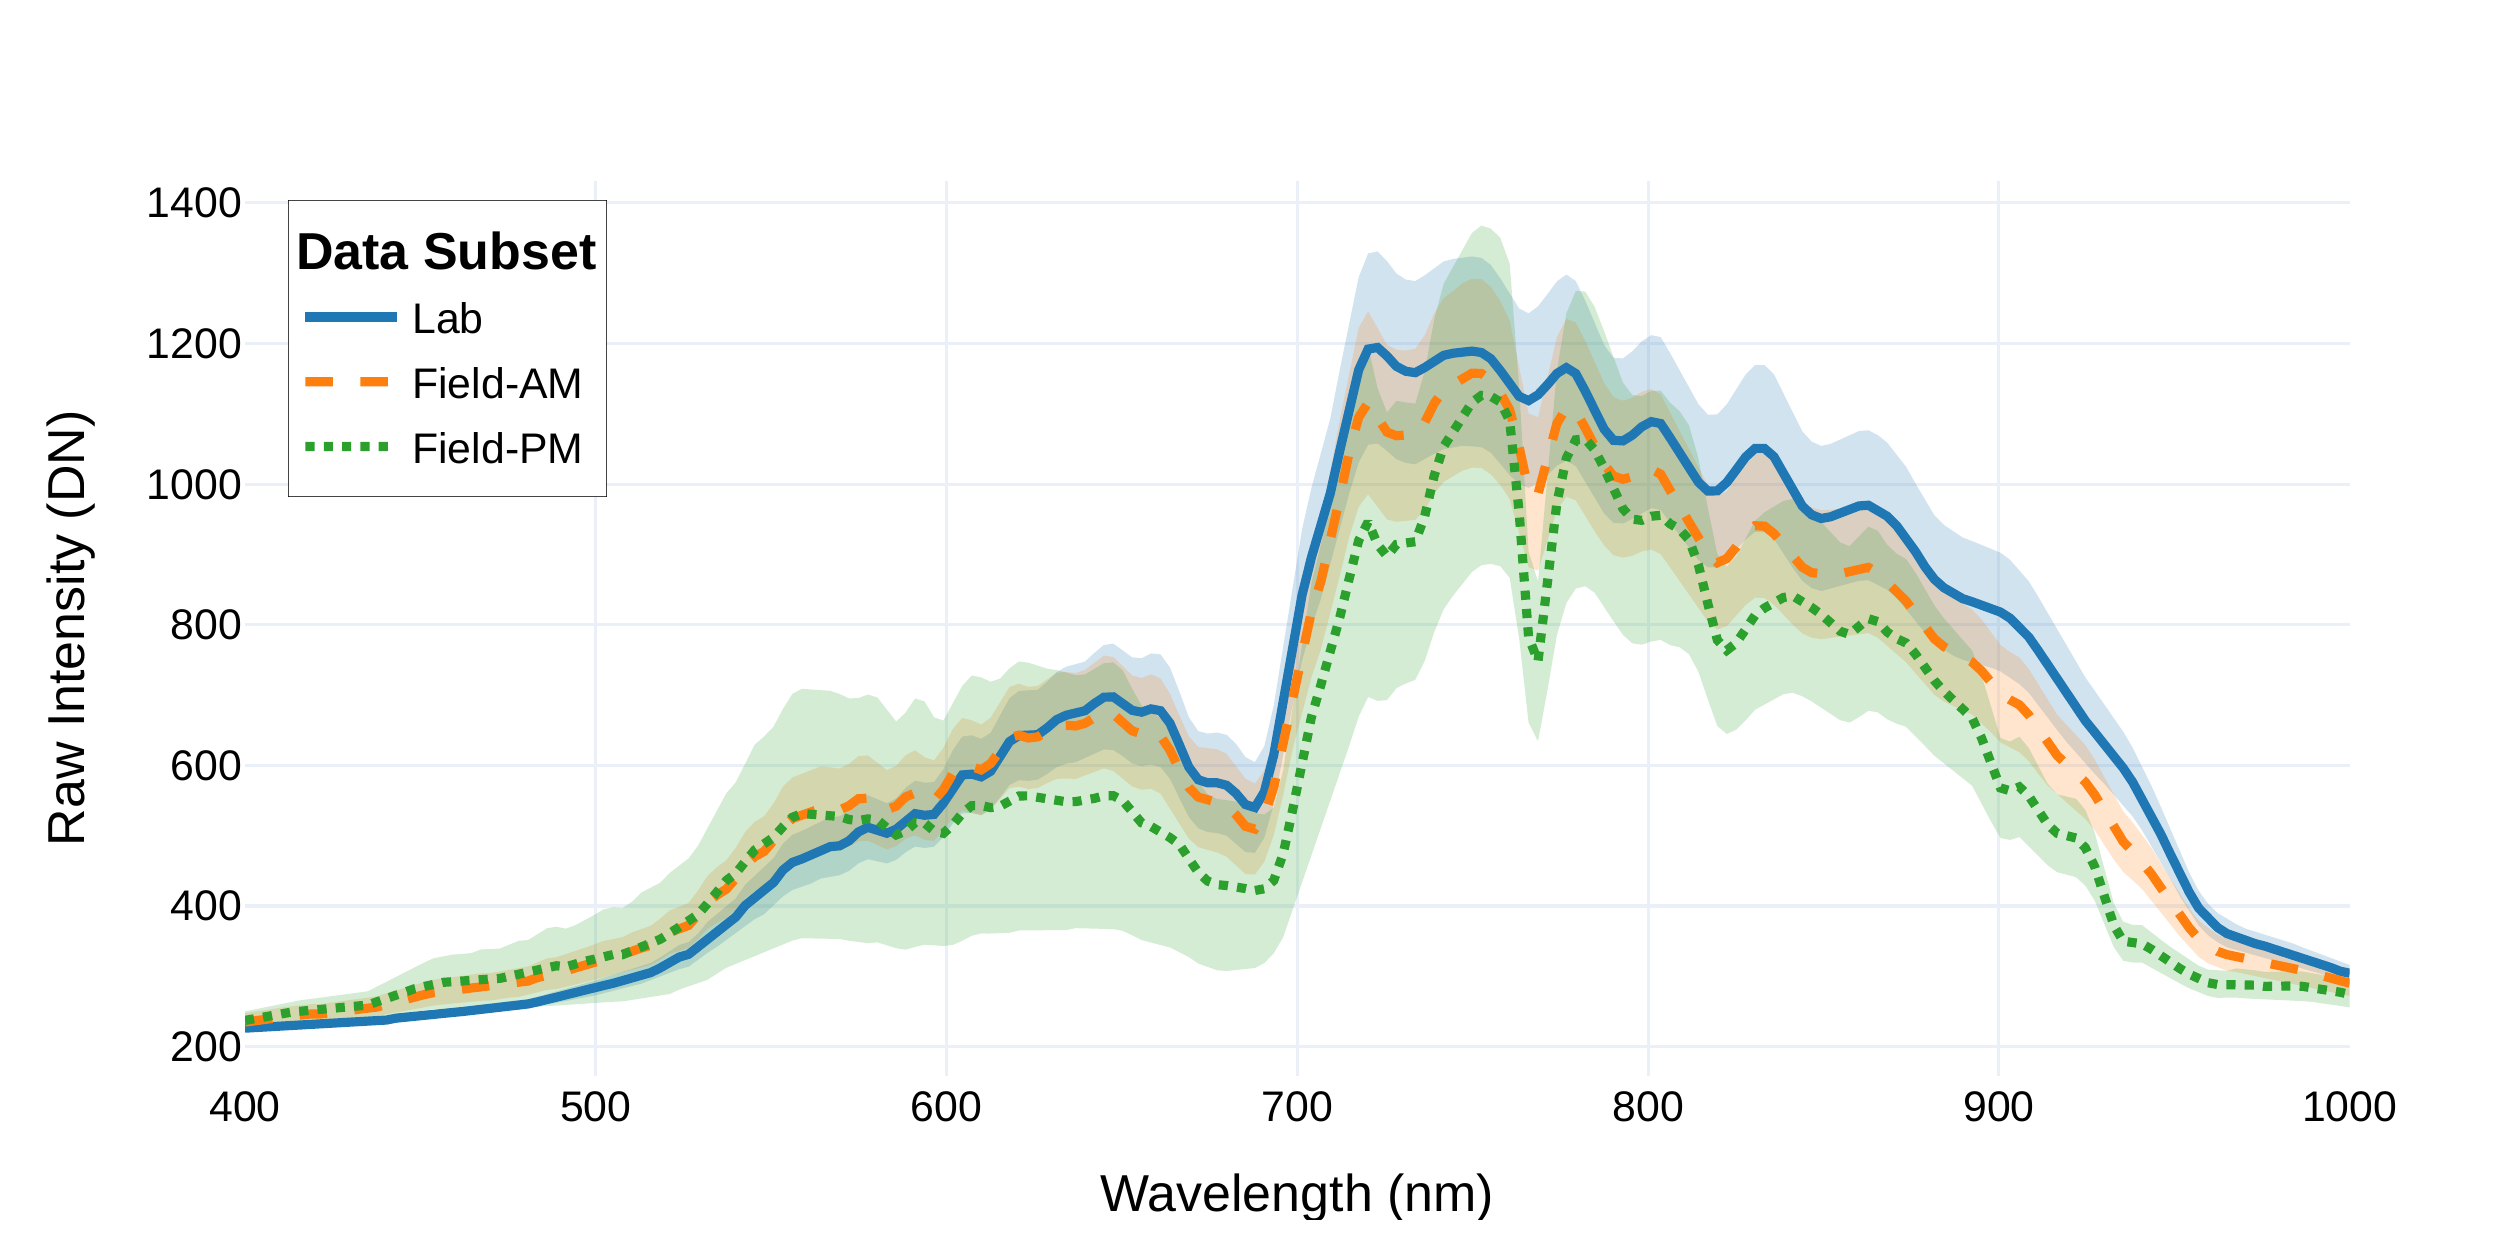 1400
1200
1000
800
600
400
200
Raw Intensity (DN)
Data Subset
Lab
Field-AM
Field-PM
400 500 600 700 800 900 1000
Wavelength (nm)